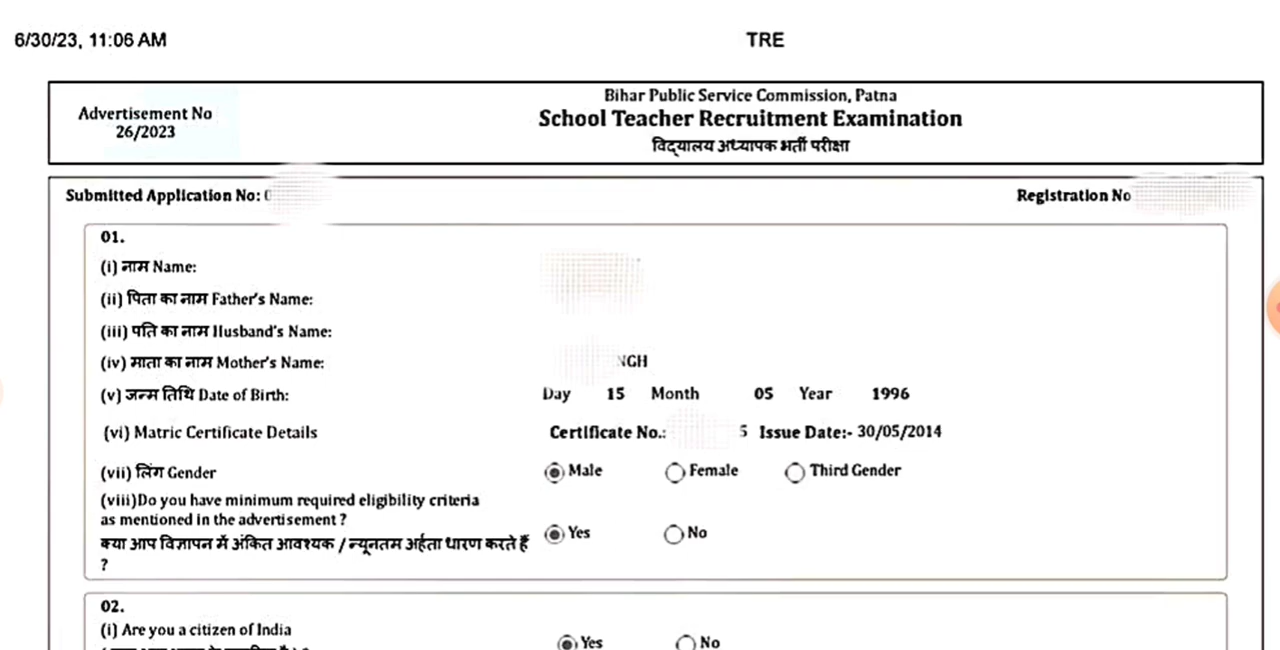 6/30/23, 11:06 AM TRE
Advertisement No
26/2023
Bihar Public Service Commission, Patna
School Teacher Recruitment Examination
विद्यालय अध्यापक भर्ती परीक्षा
Submitted Application No: 0
Registration No
01.
(i) नाम Name:
(ii) पिता का नाम Father's Name:
(iii) पति का नाम Husband's Name:
(iv) माता का नाम Mother's Name: NGH
(v) जन्म तिथि Date of Birth: Day 15 Month 05 Year 1996
(vi) Matric Certificate Details Certificate No.: 5 Issue Date:- 30/05/2014
(vii) लिंग Gender Male Female Third Gender
(viii)Do you have minimum required eligibility criteria
as mentioned in the advertisement ?
Yes No
क्या आप विज्ञापन में अंकित आवश्यक / न्यूनतम अर्हता धारण करते हैं
?
02.
(i) Are you a citizen of India
Yes No